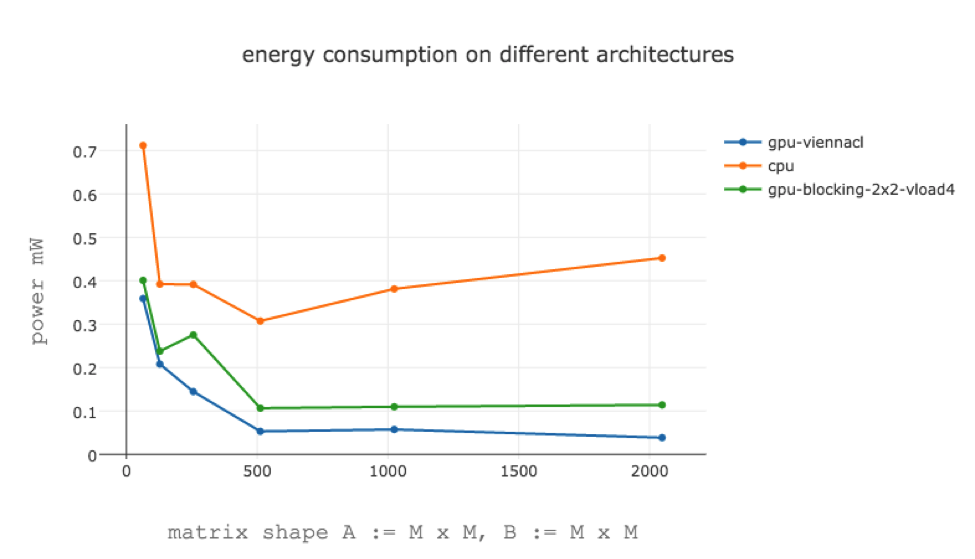 energy consumption on different architectures
power mW
0.7
0.6
0.5
0.4
0.3
0.2
0.1
0
0
500
1000
1500
2000
matrix shape A := M x M, B := M x M
gpu-viennacl
cpu
gpu-blocking-2x2-vload4